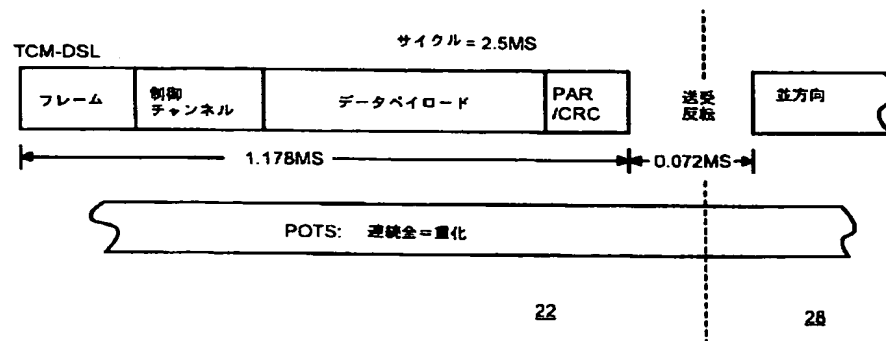 サイクル = 2.5MS
TCM-DSL
フレーム
制御
チャンネル
データペイロード
PAR
/CRC
送受
反転
並方向
1.178MS
0.072MS
POTS: 連続全=重化
22
28